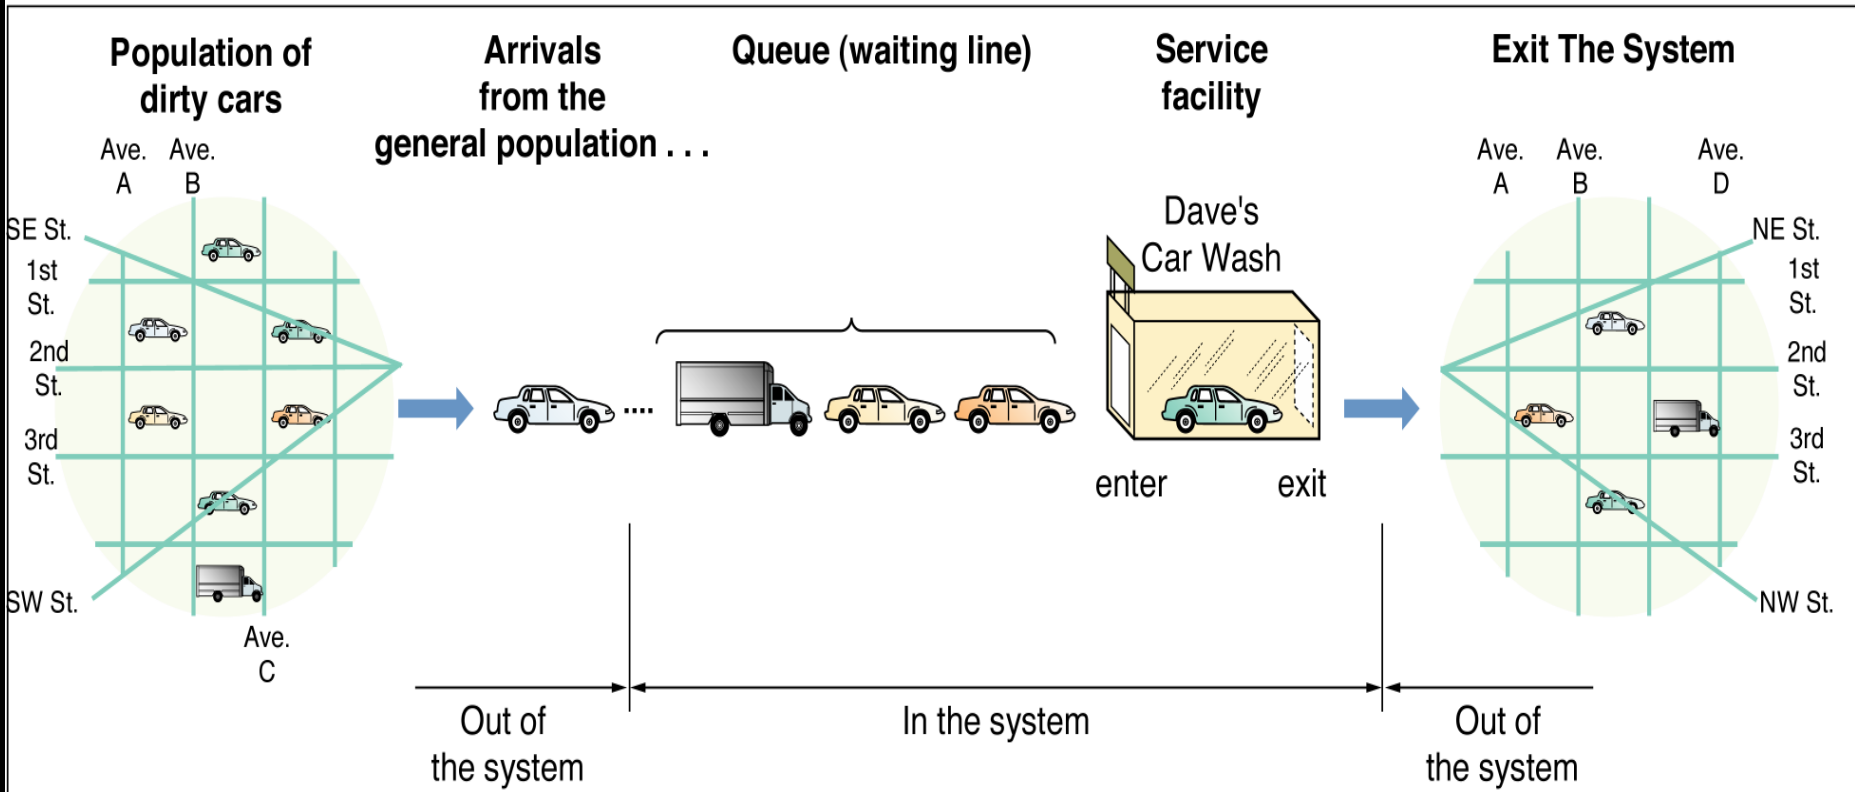 Population of
dirty cars
Arrivals
from the
general population . . .
Queue (waiting line)
Service
facility
Exit The System
Ave.
A
Ave.
B
SE St.
1st
St.
2nd
St.
3rd
St.
SW St.
Ave.
C
....
Dave's
Car Wash
enter
exit
Ave.
A
Ave.
B
Ave.
D
NE St.
1st
St.
2nd
St.
3rd
St.
NW St.
Out of
the system
In the system
Out of
the system